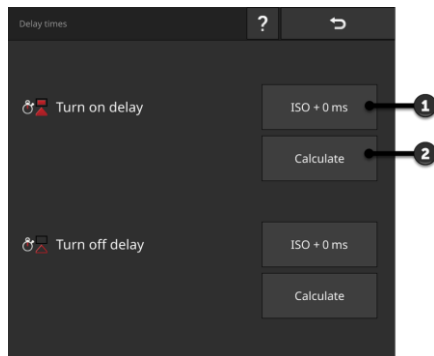 Delay times
?
Turn on delay
ISO + 0 ms
1
Calculate
2
Turn off delay
ISO + 0 ms
Calculate